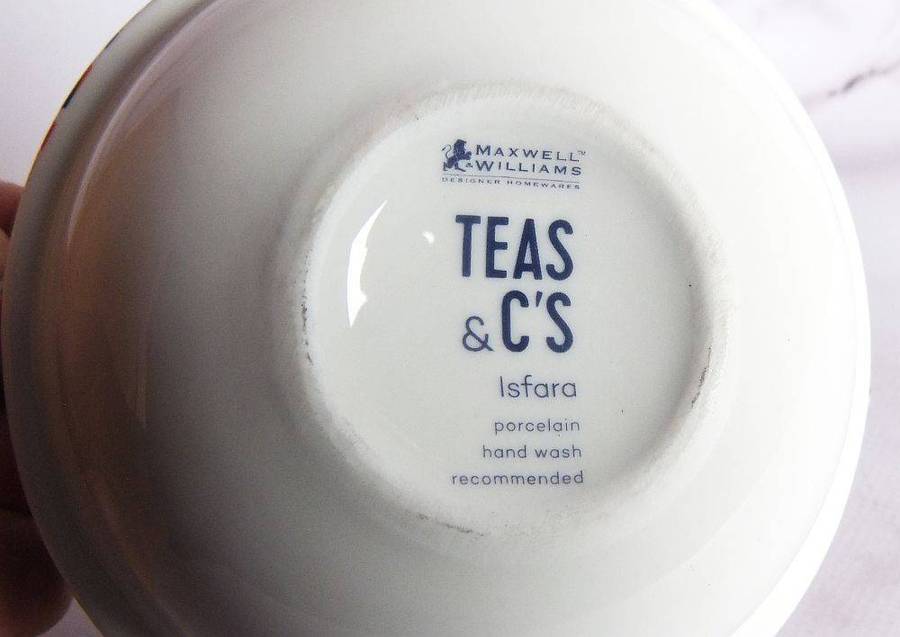 MAXWELL™
& WILLIAMS
DESIGNER HOMEWARES
TEAS
& C'S
Isfara
porcelain
hand wash
recommended